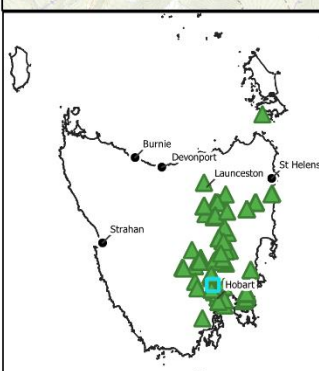 Burnie
Devonport
St Helens
Launceston
Strahan
Hobart